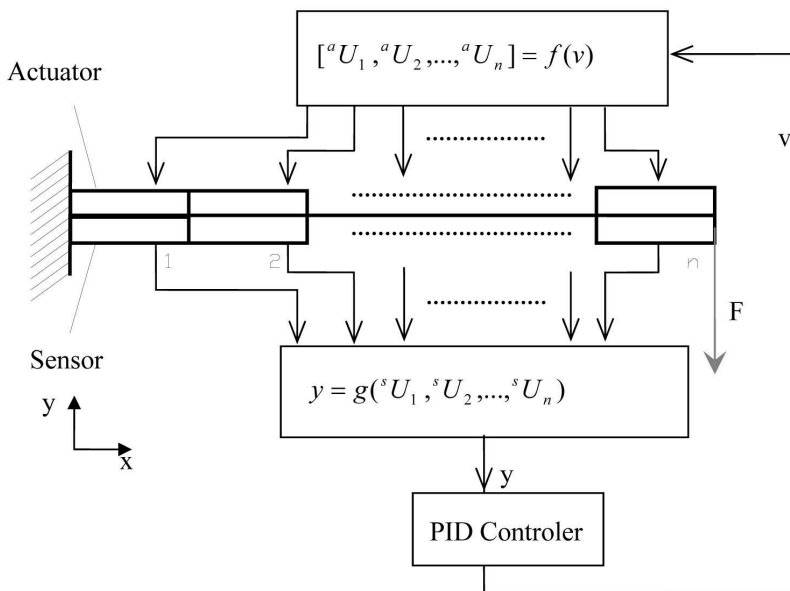 [ᵃU₁,ᵃU₂,...,ᵃUₙ] = f(v)
Actuator
v
1
2
n
F
Sensor
y = g(ˢU₁,ˢU₂,...,ˢUₙ)
y
x
y
PID Controler